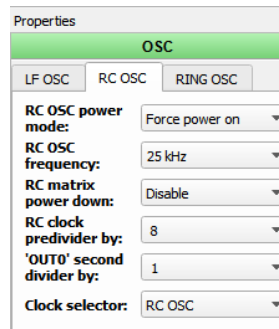 Properties
OSC
LF OSC RC OSC RING OSC
RC OSC power mode: Force power on
RC OSC frequency: 25 kHz
RC matrix power down: Disable
RC clock predivider by: 8
'OUT0' second divider by: 1
Clock selector: RC OSC